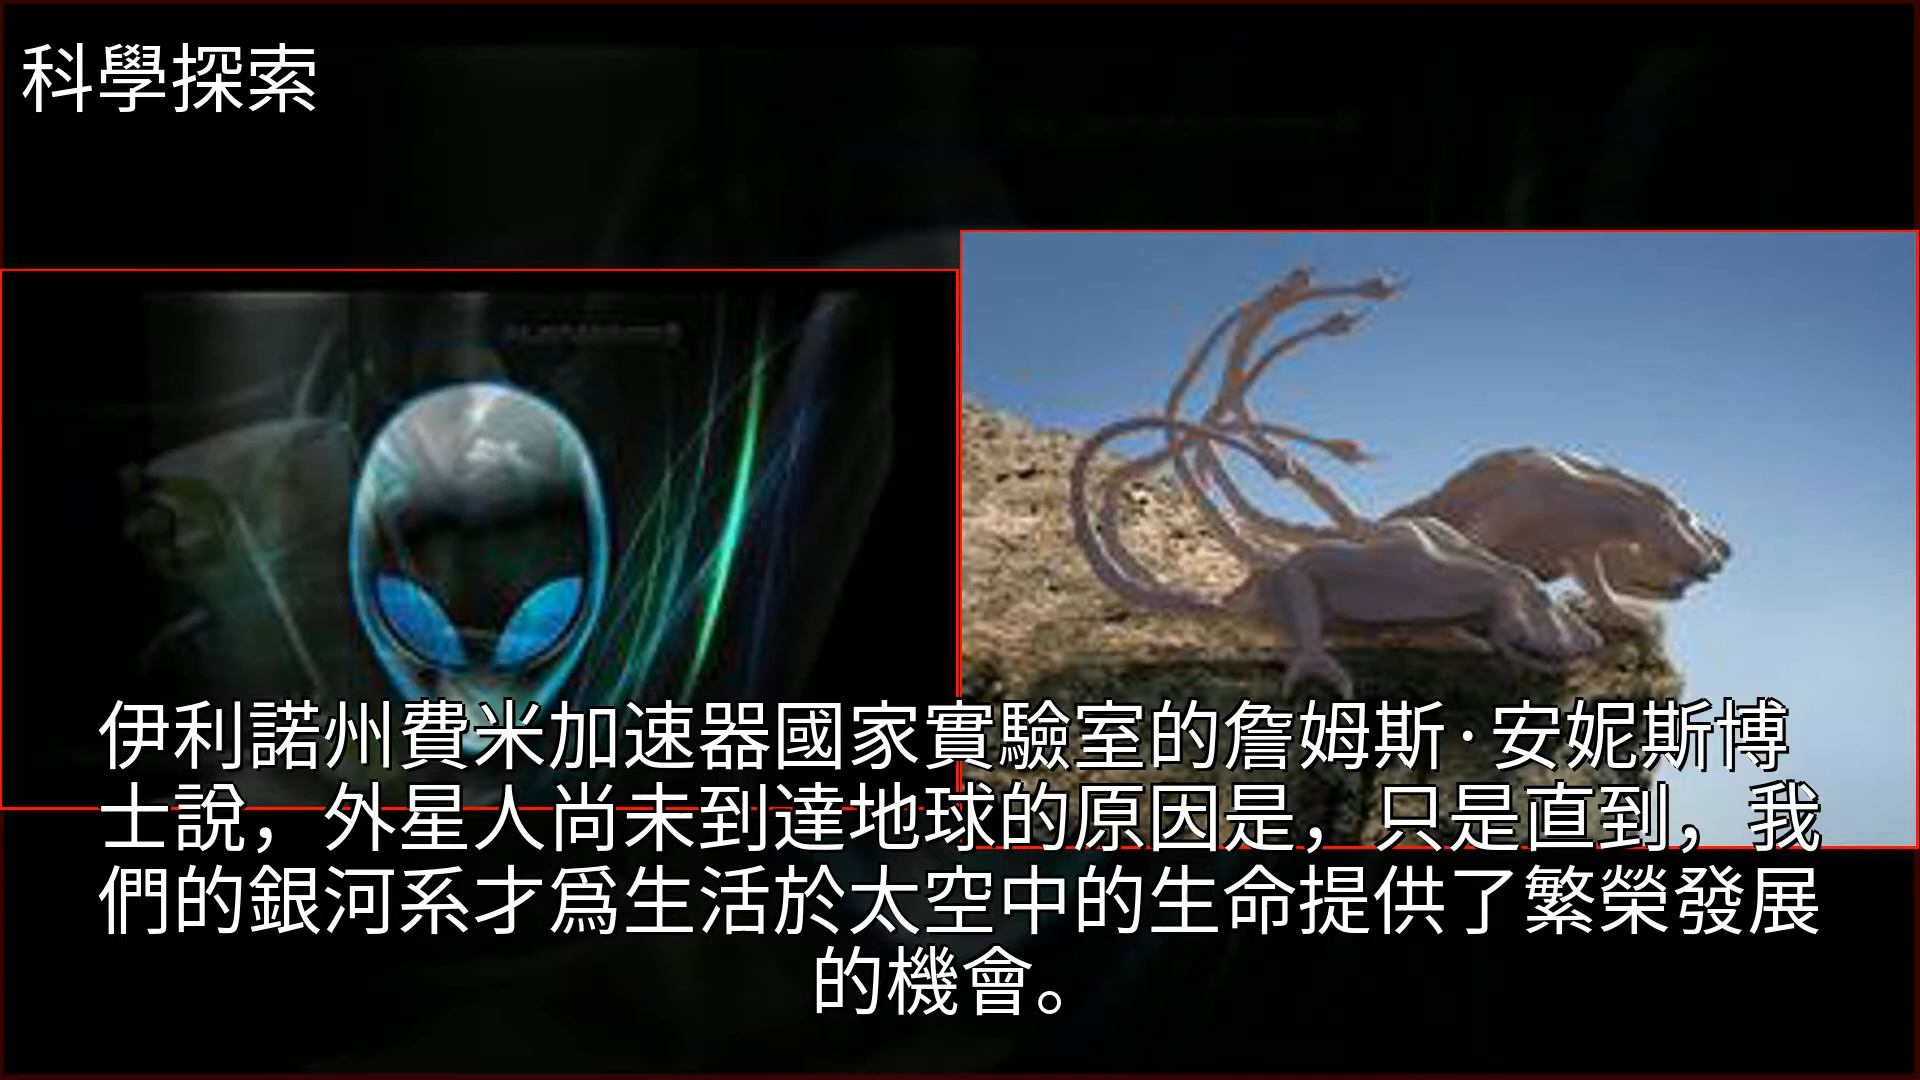 科學探索
伊利諾州費米加速器國家實驗室的詹姆斯·安妮斯博
士說，外星人尚未到達地球的原因是，只是直到，我
們的銀河系才爲生活於太空中的生命提供了繁榮發展
的機會。